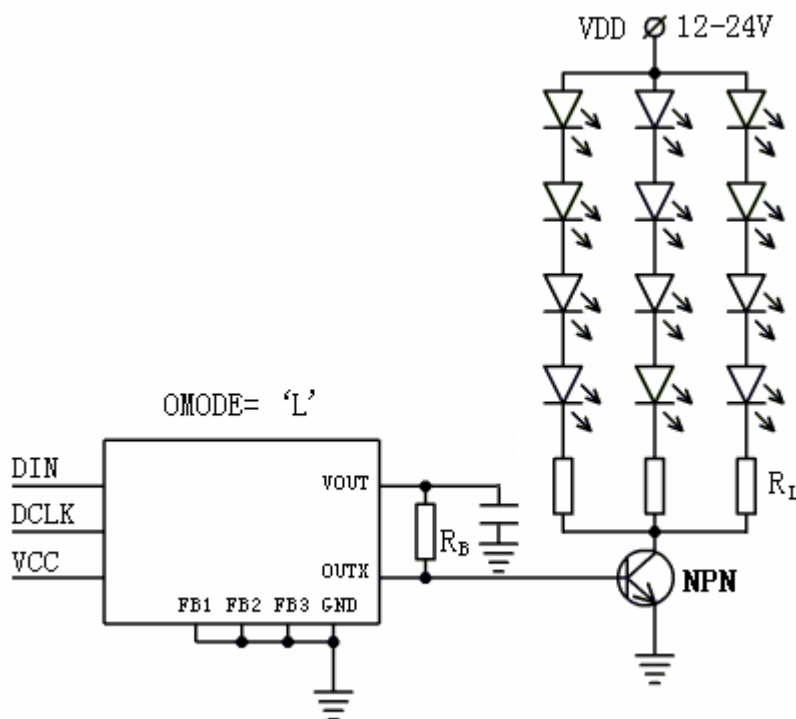 VDD 12-24V
OMODE= ‘L’
DIN
DCLK
VCC
VOUT
OUTX
FB1 FB2 FB3 GND
RB
RL
NPN